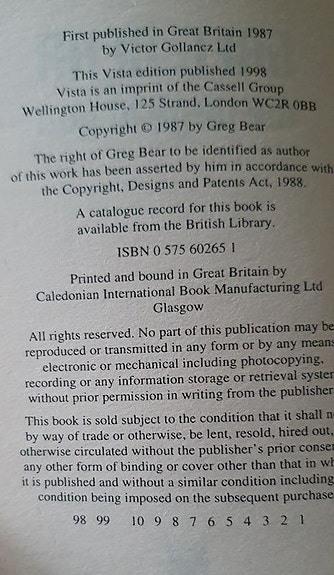 First published in Great Britain 1987
by Victor Gollancz Ltd
This Vista edition published 1998
Vista is an imprint of the Cassell Group
Wellington House, 125 Strand, London WC2R 0BB
Copyright © 1987 by Greg Bear
The right of Greg Bear to be identified as author
of this work has been asserted by him in accordance with
the Copyright, Designs and Patents Act, 1988.
A catalogue record for this book is
available from the British Library.
ISBN 0 575 60265 1
Printed and bound in Great Britain by
Caledonian International Book Manufacturing Ltd
Glasgow
All rights reserved. No part of this publication may be
reproduced or transmitted in any form or by any means
electronic or mechanical including photocopying,
recording or any information storage or retrieval
without prior permission in writing from the publisher
This book is sold subject to the condition that it shall
by way of trade or otherwise, be lent, resold, hired out,
otherwise circulated without the publisher's prior
any other form of binding or cover other than that in
it is published and without a similar condition including
condition being imposed on the subsequent
98 99 10 9 8 7 6 5 4 3 2 1